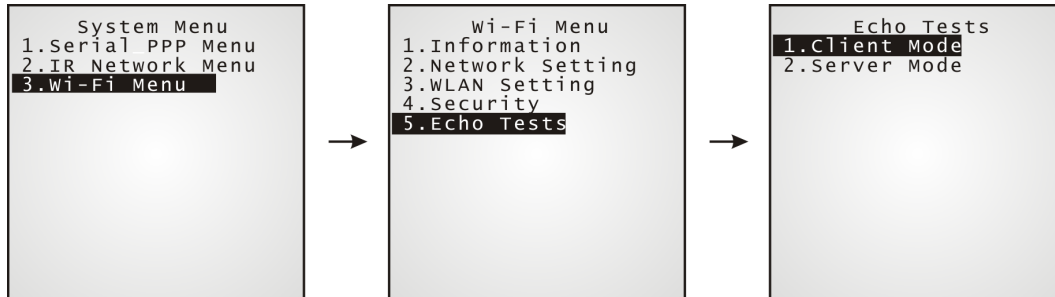 System Menu
1.Serial PPP Menu
2.IR Network Menu
3.Wi-Fi Menu
Wi-Fi Menu
1.Information
2.Network Setting
3.WLAN Setting
4.Security
5.Echo Tests
Echo Tests
1.Client Mode
2.Server Mode